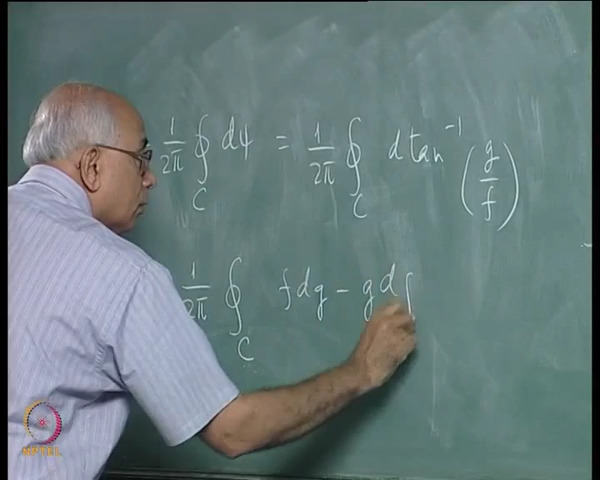 1/2π ∮_C dψ = 1/2π ∮_C d tan⁻¹ (g/f)
1/2π ∮_C f dg − g df
NPTEL